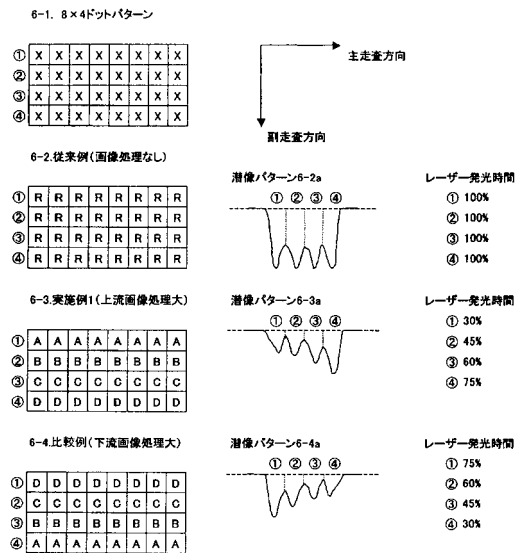 6-1. 8×4ドットパターン
① X X X X X X X X
② X X X X X X X X
③ X X X X X X X X
④ X X X X X X X X
主走査方向
副走査方向
6-2.従来例(画像処理なし)
① R R R R R R R R
② R R R R R R R R
③ R R R R R R R R
④ R R R R R R R R
潜像パターン6-2a
① ② ③ ④
レーザー発光時間
① 100%
② 100%
③ 100%
④ 100%
6-3.実施例1(上流画像処理大)
① A A A A A A A A
② B B B B B B B B
③ C C C C C C C C
④ D D D D D D D D
潜像パターン6-3a
① ② ③ ④
レーザー発光時間
① 30%
② 45%
③ 60%
④ 75%
6-4.比較例(下流画像処理大)
① D D D D D D D D
② C C C C C C C C
③ B B B B B B B B
④ A A A A A A A A
潜像パターン6-4a
① ② ③ ④
レーザー発光時間
① 75%
② 60%
③ 45%
④ 30%